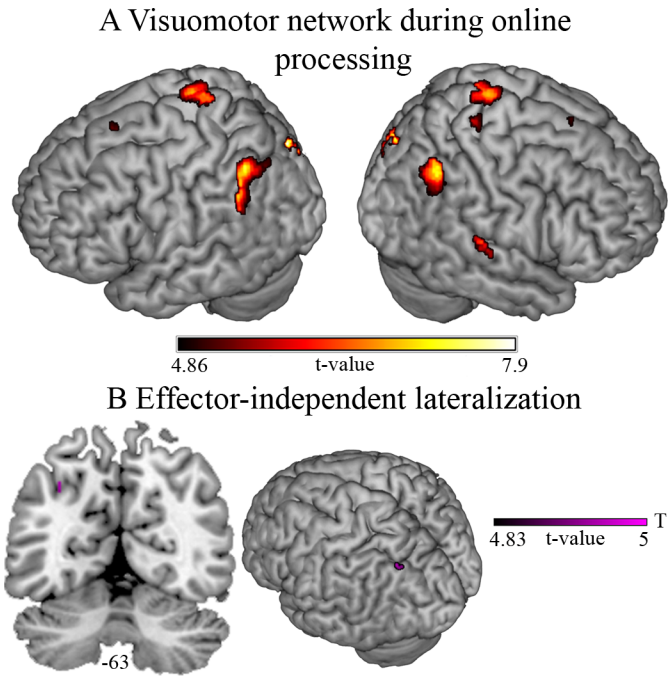 A Visuomotor network during online
processing
4.86 t-value 7.9
B Effector-independent lateralization
T
4.83 t-value 5
-63